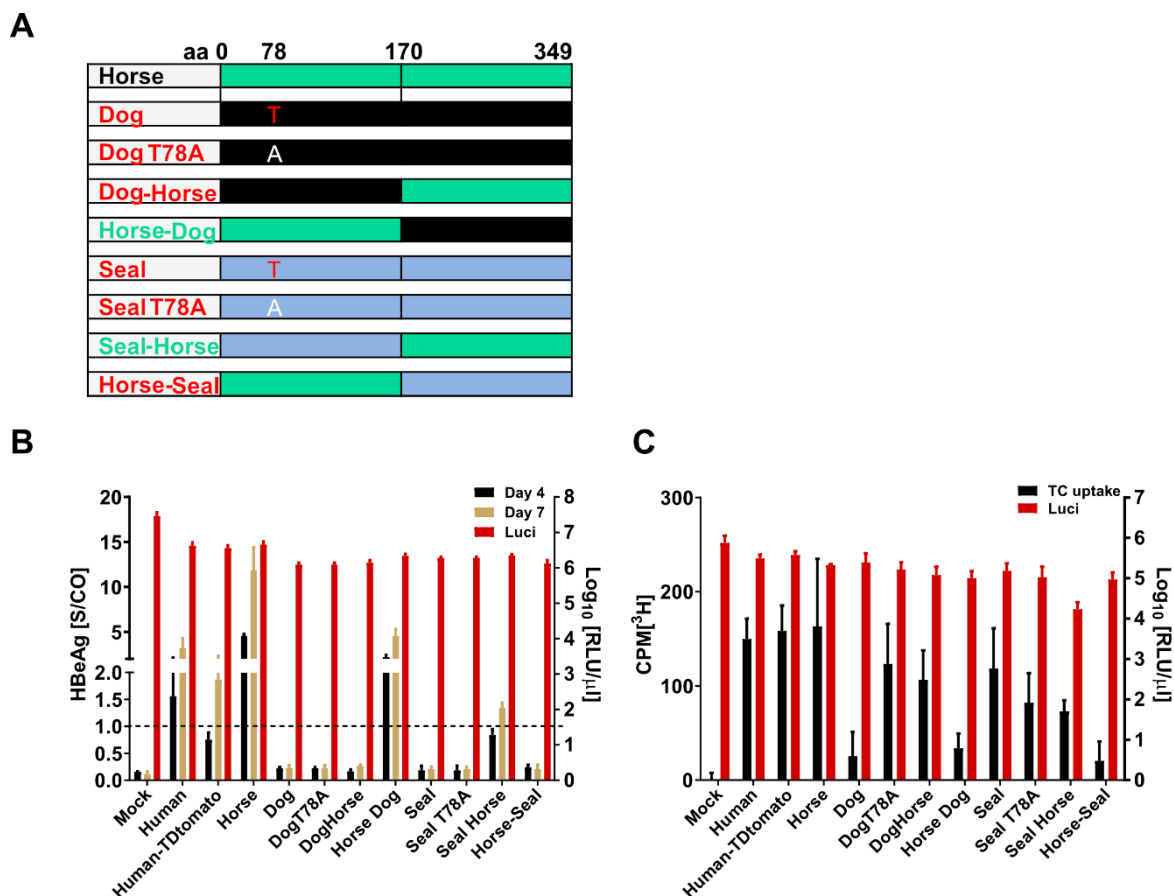 A
aa 0 78 170 349
Horse
Dog T
Dog T78A A
Dog-Horse
Horse-Dog
Seal T
Seal T78A A
Seal-Horse
Horse-Seal
B
HBeAg [S/CO]
20
15
10
5
2.0
1.5
1.0
0.5
0.0
Day 4
Day 7
Luci
8
7
6
5
4
3
2
1
0
Log10 [RLU/µl]
Mock
Human
Human-TDtomato
Horse
Dog
DogT78A
DogHorse
Horse Dog
Seal
Seal T78A
Seal Horse
Horse-Seal
C
CPM[3H]
300
200
100
0
TC uptake
Luci
7
6
5
4
3
2
1
0
Log10 [RLU/µl]
Mock
Human
Human-TDtomato
Horse
Dog
DogT78A
DogHorse
Horse Dog
Seal
Seal T78A
Seal Horse
Horse-Seal